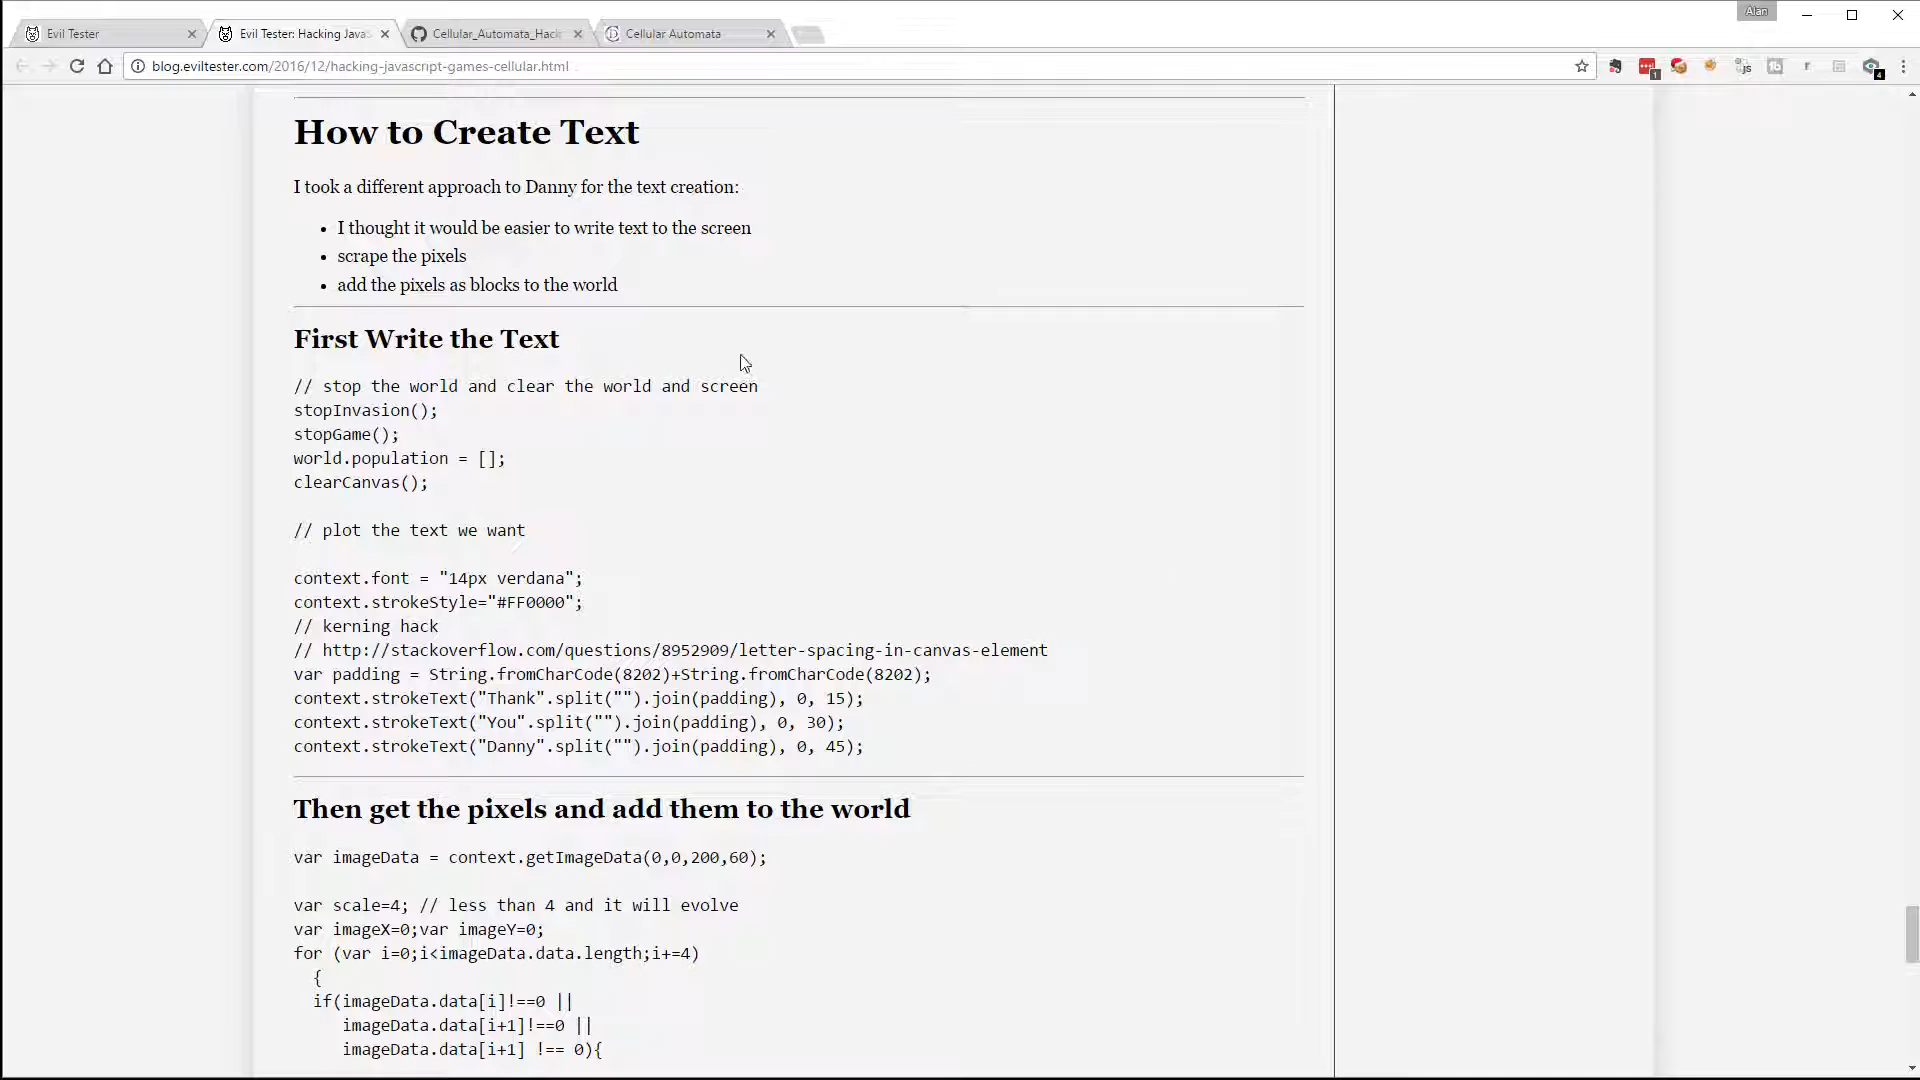 Alan
Evil Tester
Evil Tester: Hacking Java
Cellular_Automata_Hack
Cellular Automata
blog.eviltester.com/2016/12/hacking-javascript-games-cellular.html
How to Create Text
I took a different approach to Danny for the text creation:
• I thought it would be easier to write text to the screen
• scrape the pixels
• add the pixels as blocks to the world
First Write the Text
// stop the world and clear the world and screen
stopInvasion();
stopGame();
world.population = [];
clearCanvas();
// plot the text we want
context.font = "14px verdana";
context.strokeStyle="#FF0000";
// kerning hack
// http://stackoverflow.com/questions/8952909/letter-spacing-in-canvas-element
var padding = String.fromCharCode(8202)+String.fromCharCode(8202);
context.strokeText("Thank".split("").join(padding), 0, 15);
context.strokeText("You".split("").join(padding), 0, 30);
context.strokeText("Danny".split("").join(padding), 0, 45);
Then get the pixels and add them to the world
var imageData = context.getImageData(0,0,200,60);
var scale=4; // less than 4 and it will evolve
var imageX=0;var imageY=0;
for (var i=0;i<imageData.data.length;i+=4)
{
if(imageData.data[i]!==0 ||
imageData.data[i+1]!==0 ||
imageData.data[i+1] !== 0){